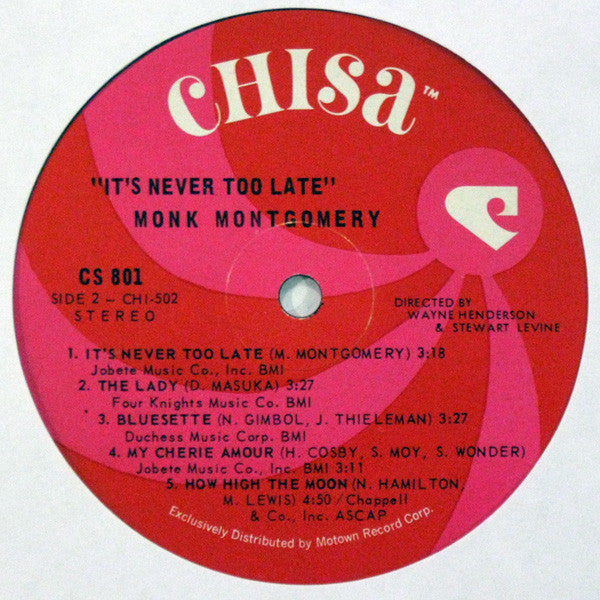 CHISa™
"IT'S NEVER TOO LATE"
MONK MONTGOMERY
CS 801
SIDE 2 – CHI-502
STEREO
DIRECTED BY
WAYNE HENDERSON
& STEWART LEVINE
1. IT'S NEVER TOO LATE (M. MONTGOMERY) 3:18
Jobete Music Co., Inc. BMI
2. THE LADY (D. MASUKA) 3:27
Four Knights Music Co. BMI
3. BLUESETTE (N. GIMBOL, J. THIELEMAN) 3:27
Duchess Music Corp. BMI
4. MY CHERIE AMOUR (H. COSBY, S. MOY, S. WONDER)
Jobete Music Co., Inc. BMI 3:11
5. HOW HIGH THE MOON (N. HAMILTON,
M. LEWIS) 4:50/Chappell
& Co., Inc. ASCAP
Exclusively Distributed by Motown Record Corp.